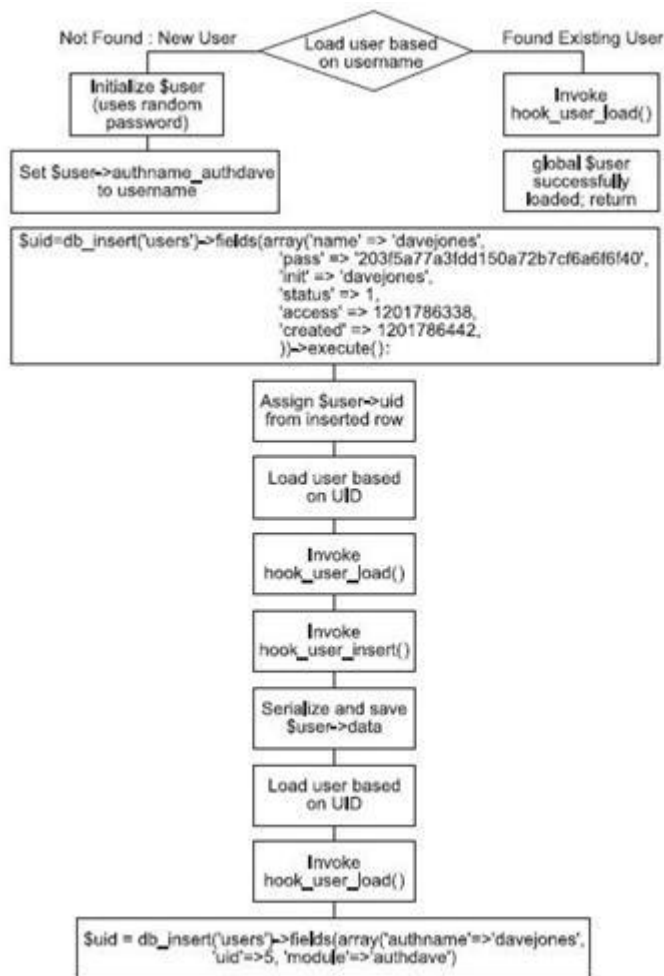 Not Found : New User
Load user based
on username
Found Existing User
Initialize $user
(uses random
password)
Invoke
hook_user_load()
Set $user->authname_authdave
to username
global $user
successfully
loaded; return
$uid=db_insert('users')->fields(array('name' => 'davejones',
'pass' => '203f5a77a3fdd150a72b7cf6a6f6f40',
'init' => 'davejones',
'status' => 1,
'access' => 1201786338,
'created' => 1201786442,
))->execute():
Assign $user->uid
from inserted row
Load user based
on UID
Invoke
hook_user_load()
Invoke
hook_user_insert()
Serialize and save
$user->data
Load user based
on UID
Invoke
hook_user_load()
$uid = db_insert('users')->fields(array('authname'=>'davejones',
'uid'=>5, 'module'=>'authdave')